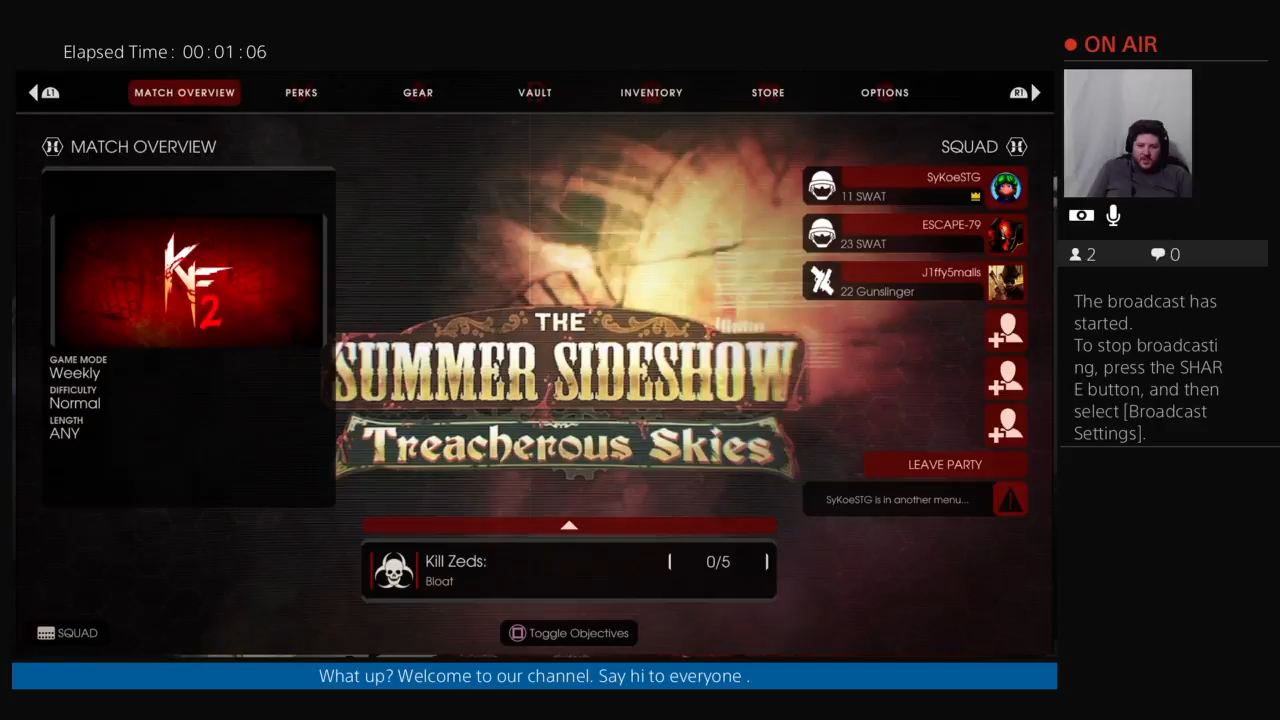 Elapsed Time: 00:01:06
ON AIR
L1
MATCH OVERVIEW
PERKS
GEAR
VAULT
INVENTORY
STORE
OPTIONS
R1
MATCH OVERVIEW
SQUAD
KF
2
GAME MODE
Weekly
DIFFICULTY
Normal
LENGTH
ANY
THE
SUMMER SIDESHOW
Treacherous Skies
SyKoeSTG
11 SWAT
ESCAPE-79
23 SWAT
J1ffy5malls
22 Gunslinger
LEAVE PARTY
SyKoeSTG is in another menu...
Kill Zeds:
Bloat
0/5
SQUAD
Toggle Objectives
What up? Welcome to our channel. Say hi to everyone .
2
0
The broadcast has
started.
To stop broadcasti
ng, press the SHAR
E button, and then
select [Broadcast
Settings].